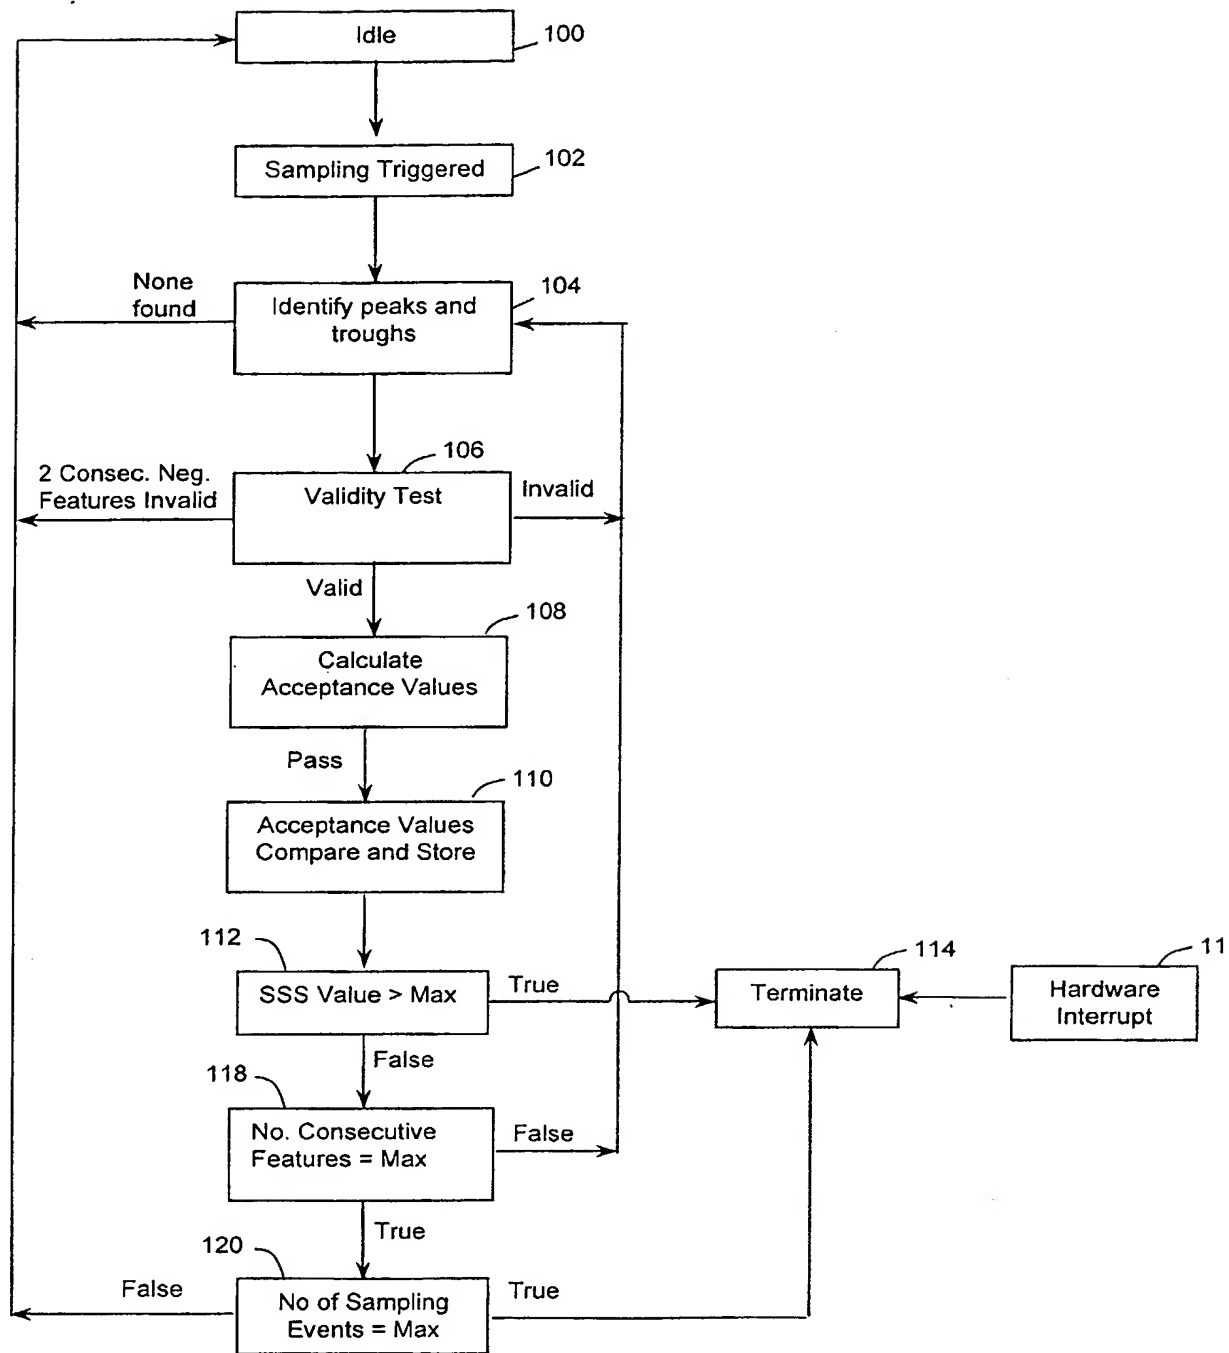 Idle
100
Sampling Triggered
102
None
found
Identify peaks and
troughs
104
2 Consec. Neg.
Features Invalid
106
Validity Test
Invalid
Valid
108
Calculate
Acceptance Values
Pass
110
Acceptance Values
Compare and Store
112
SSS Value > Max
True
114
Terminate
11
Hardware
Interrupt
False
118
No. Consecutive
Features = Max
False
True
120
False
No of Sampling
Events = Max
True